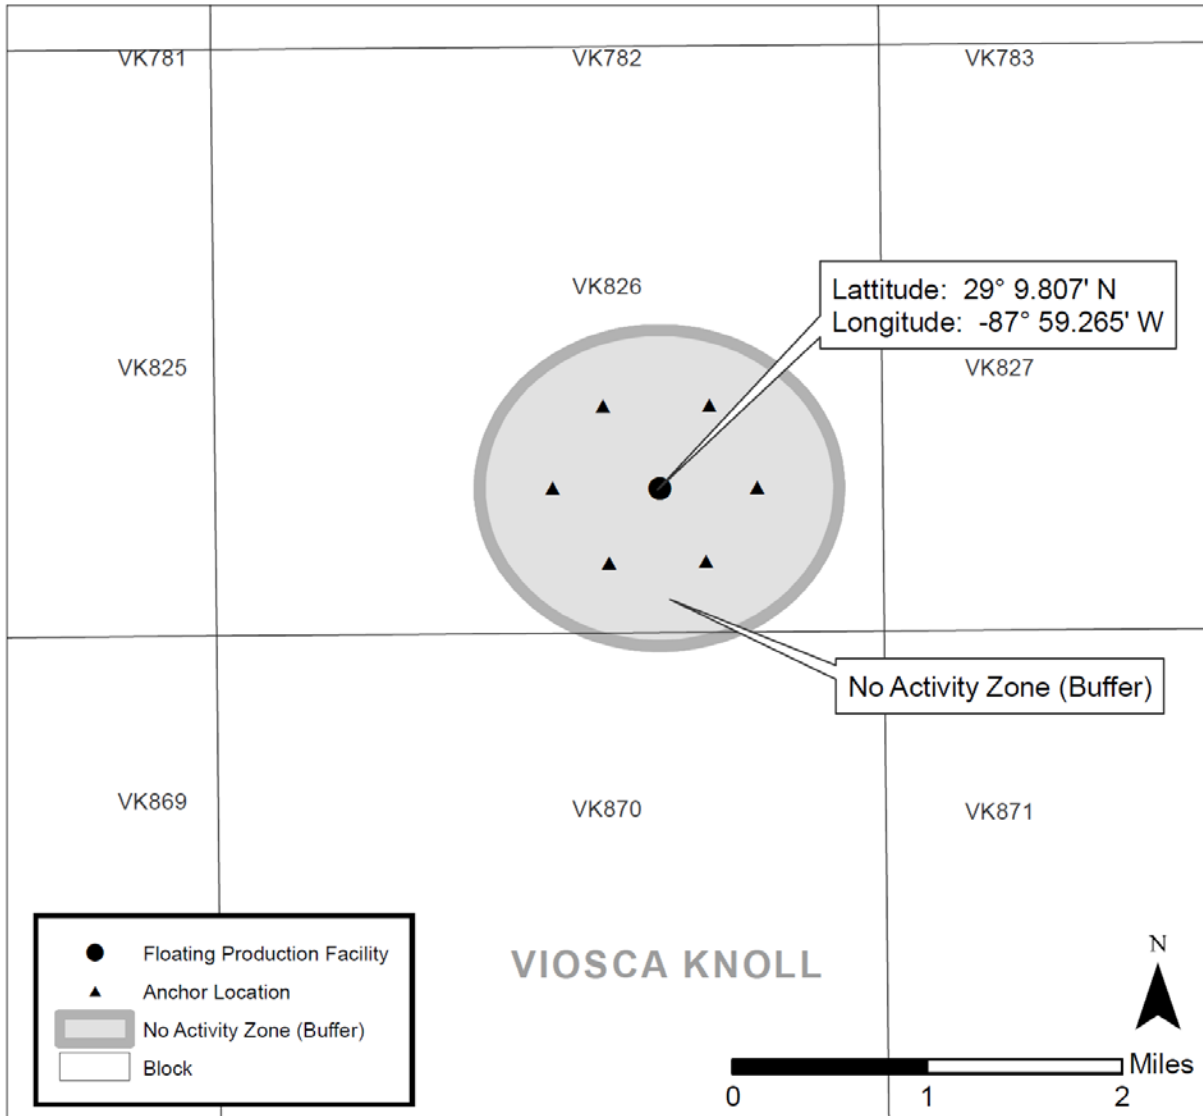 VK781
VK782
VK783
VK826
Lattitude: 29° 9.807' N
Longitude: -87° 59.265' W
VK825
VK827
No Activity Zone (Buffer)
VK869
VK870
VK871
Floating Production Facility
Anchor Location
No Activity Zone (Buffer)
Block
VIOSCA KNOLL
N
Miles
0 1 2